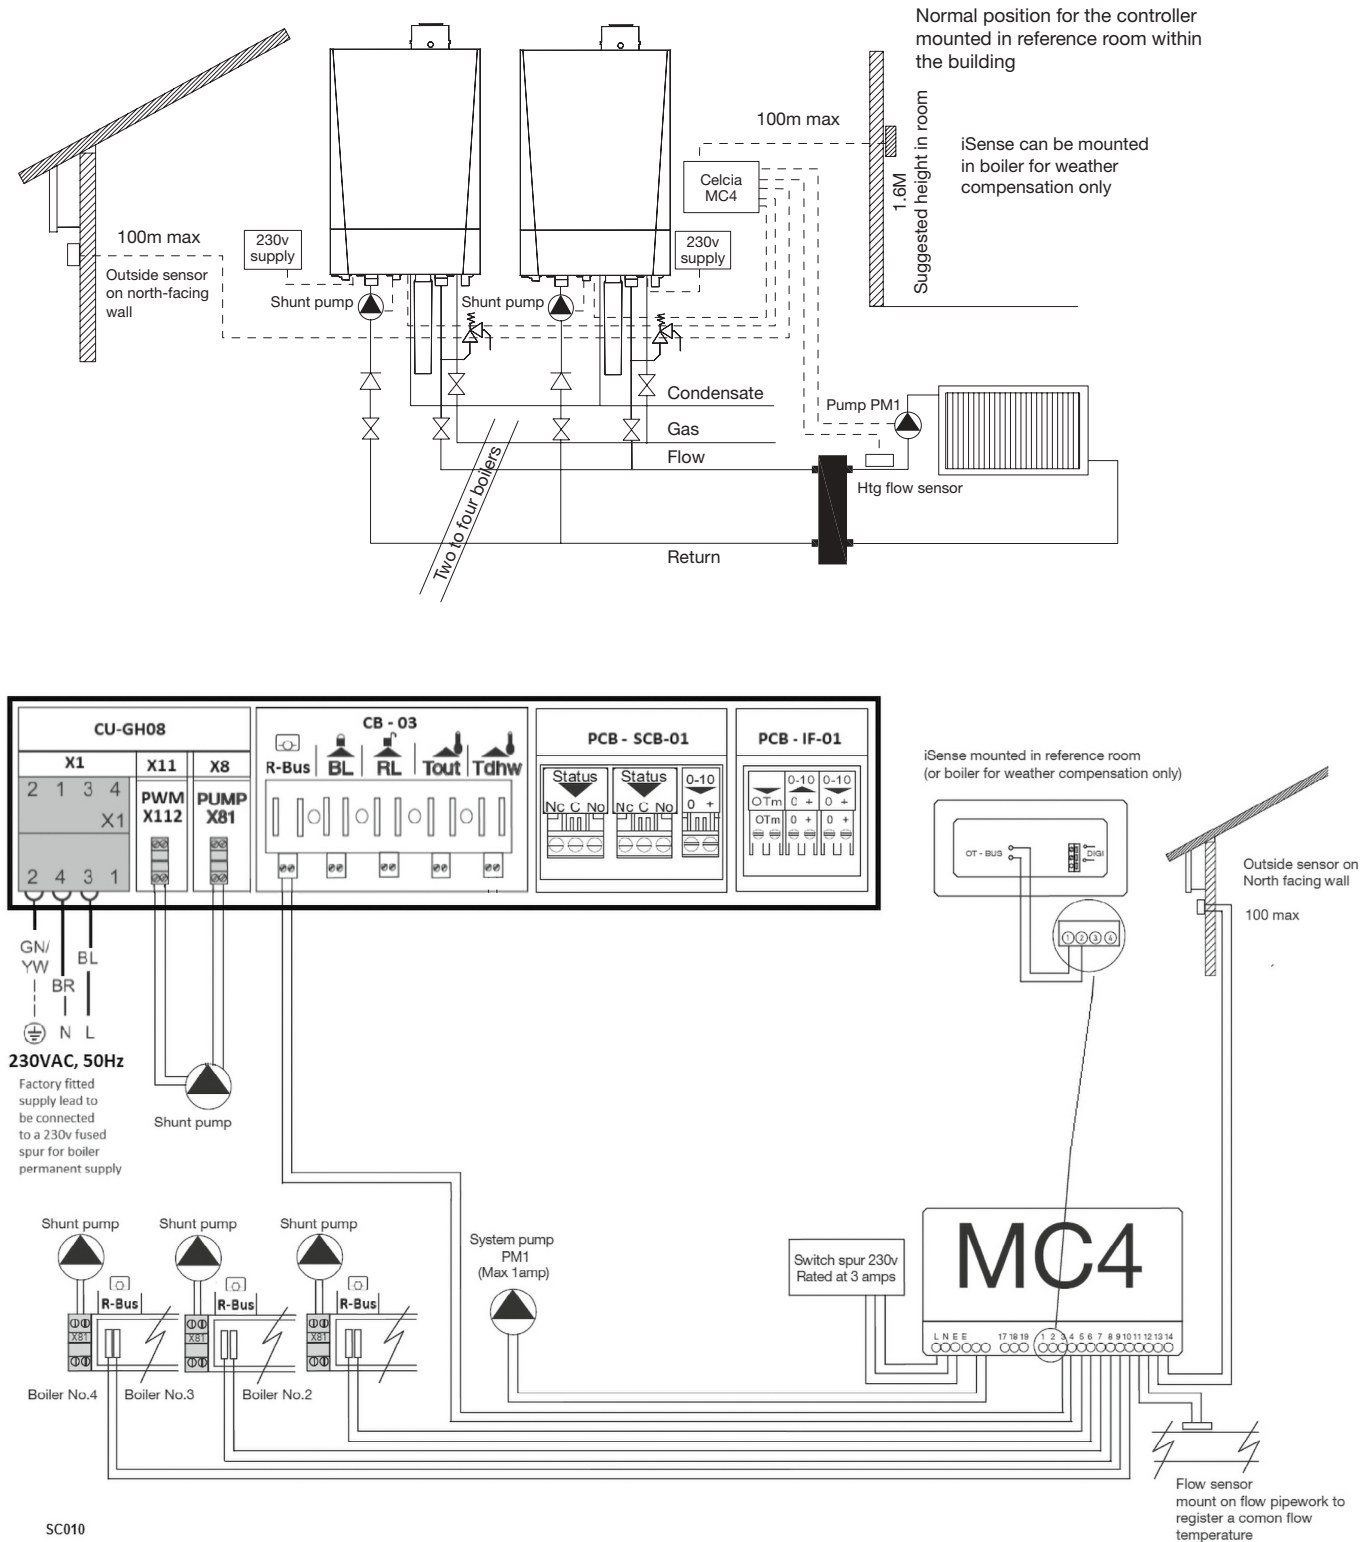 Normal position for the controller
mounted in reference room within
the building
100m max
iSense can be mounted
in boiler for weather
compensation only
1.6M
Suggested height in room
Celcia
MC4
100m max
230v
supply
230v
supply
Outside sensor
on north-facing
wall
Shunt pump
Shunt pump
Condensate
Pump PM1
Gas
Flow
Htg flow sensor
Two to four boilers
Return
CU-GH08
X1
X11
X8
2 1 3 4
X1
2 4 3 1
PWM
X112
PUMP
X81
CB - 03
R-Bus
BL
RL
Tout
Tdhw
PCB - SCB-01
Status
Nc C No
Status
Nc C No
0-10
0 +
PCB - IF-01
OTm
0-10
0 +
0-10
0 +
OTm
0 +
0 +
GN/
YW
BR
BL
N
L
230VAC, 50Hz
Factory fitted
supply lead to
be connected
to a 230v fused
spur for boiler
permanent supply
Shunt pump
iSense mounted in reference room
(or boiler for weather compensation only)
OT - BUS
DIGI
1 2 3 4
Outside sensor on
North facing wall
100 max
Shunt pump
Shunt pump
Shunt pump
R-Bus
R-Bus
R-Bus
X81
X81
X81
Boiler No.4
Boiler No.3
Boiler No.2
System pump
PM1
(Max 1amp)
Switch spur 230v
Rated at 3 amps
MC4
L N E E
17 18 19
1 2 3 4 5 6 7 8 9 10 11 12 13 14
Flow sensor
mount on flow pipework to
register a comon flow
temperature
SC010